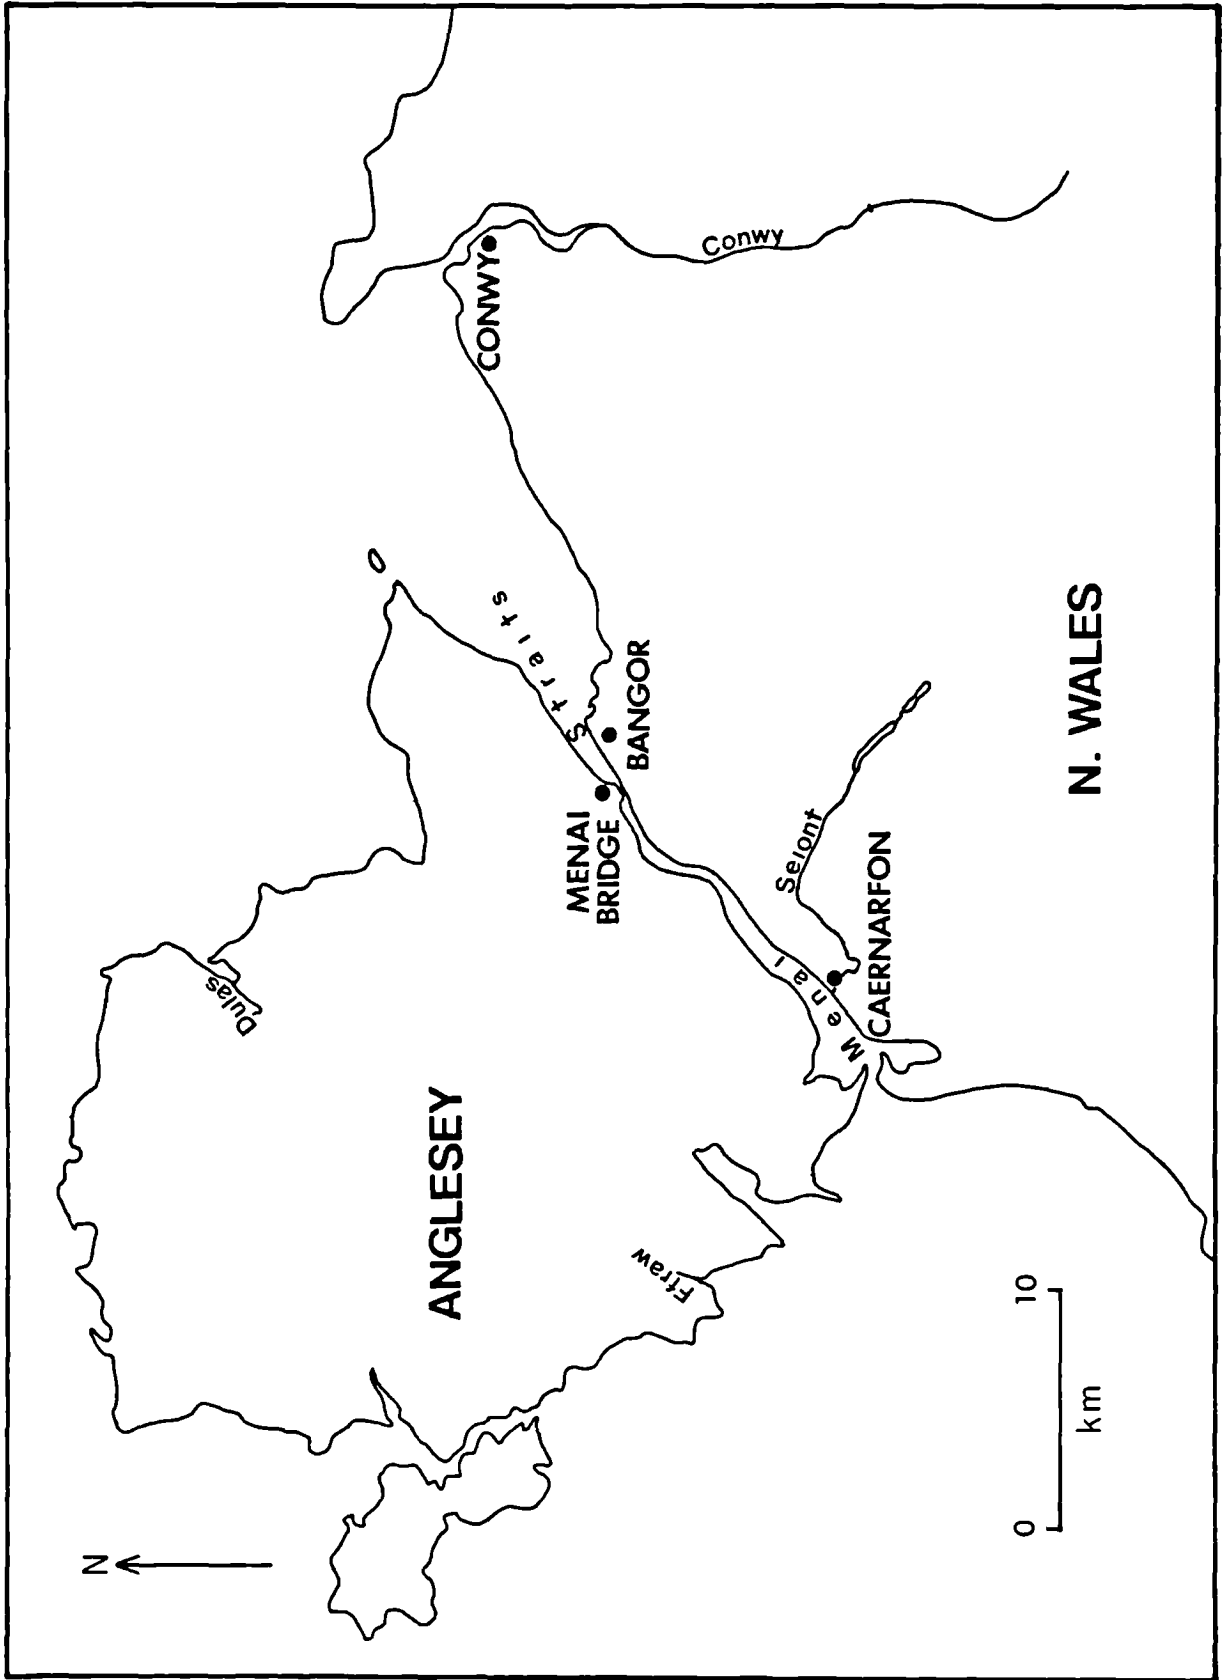 N
Dulas
ANGLESEY
Ffraw
MENAI
BRIDGE
Menai Straits
BANGOR
CONWY
Conwy
Seiont
CAERNARFON
N. WALES
0 10
km